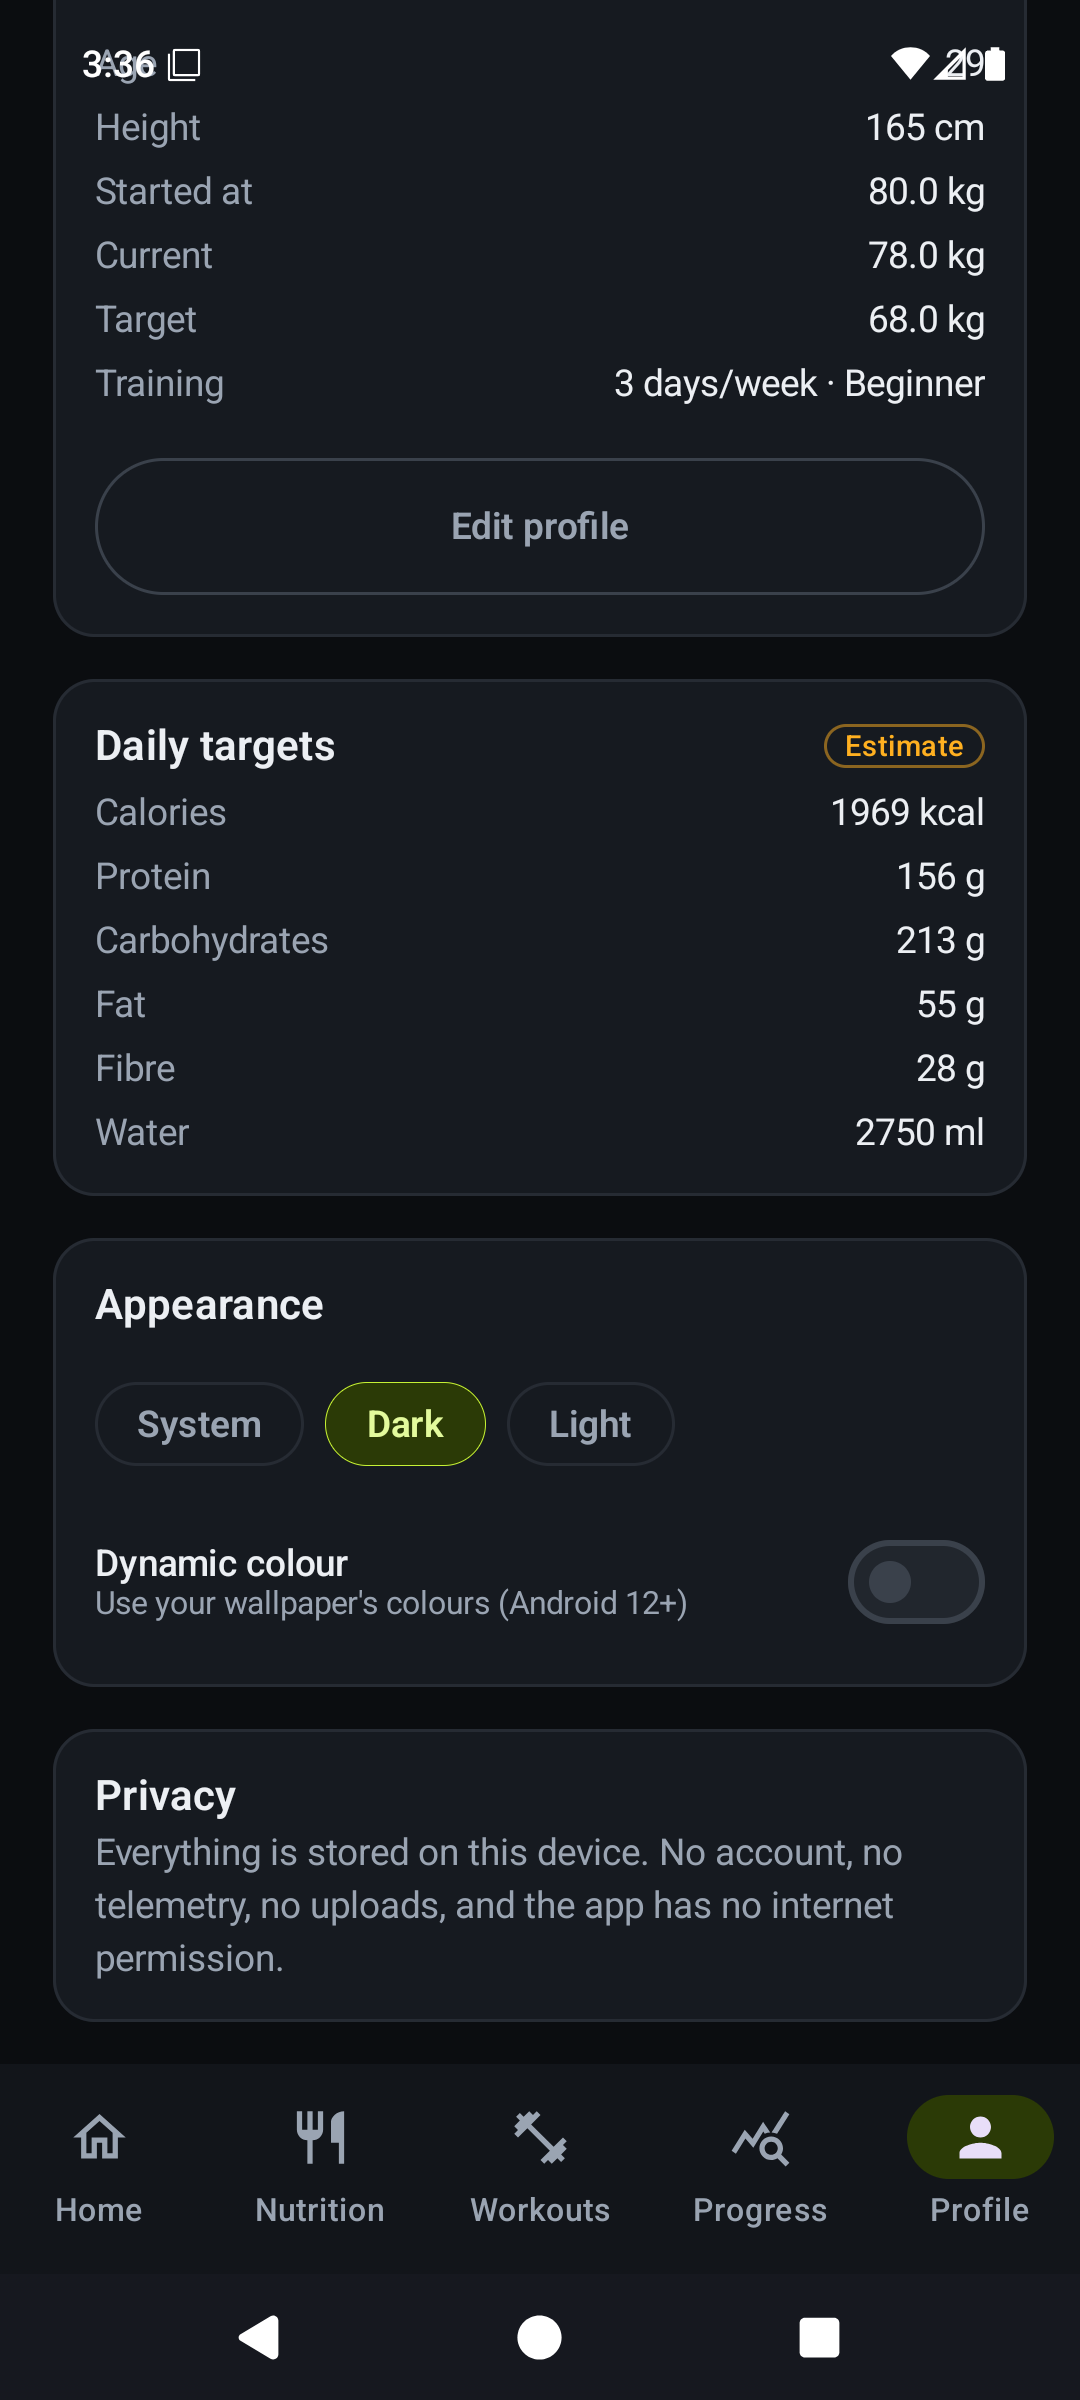 3:36
Age 29
Height 165 cm
Started at 80.0 kg
Current 78.0 kg
Target 68.0 kg
Training 3 days/week · Beginner
Edit profile
Daily targets Estimate
Calories 1969 kcal
Protein 156 g
Carbohydrates 213 g
Fat 55 g
Fibre 28 g
Water 2750 ml
Appearance
System Dark Light
Dynamic colour
Use your wallpaper's colours (Android 12+)
Privacy
Everything is stored on this device. No account, no
telemetry, no uploads, and the app has no internet
permission.
Home Nutrition Workouts Progress Profile